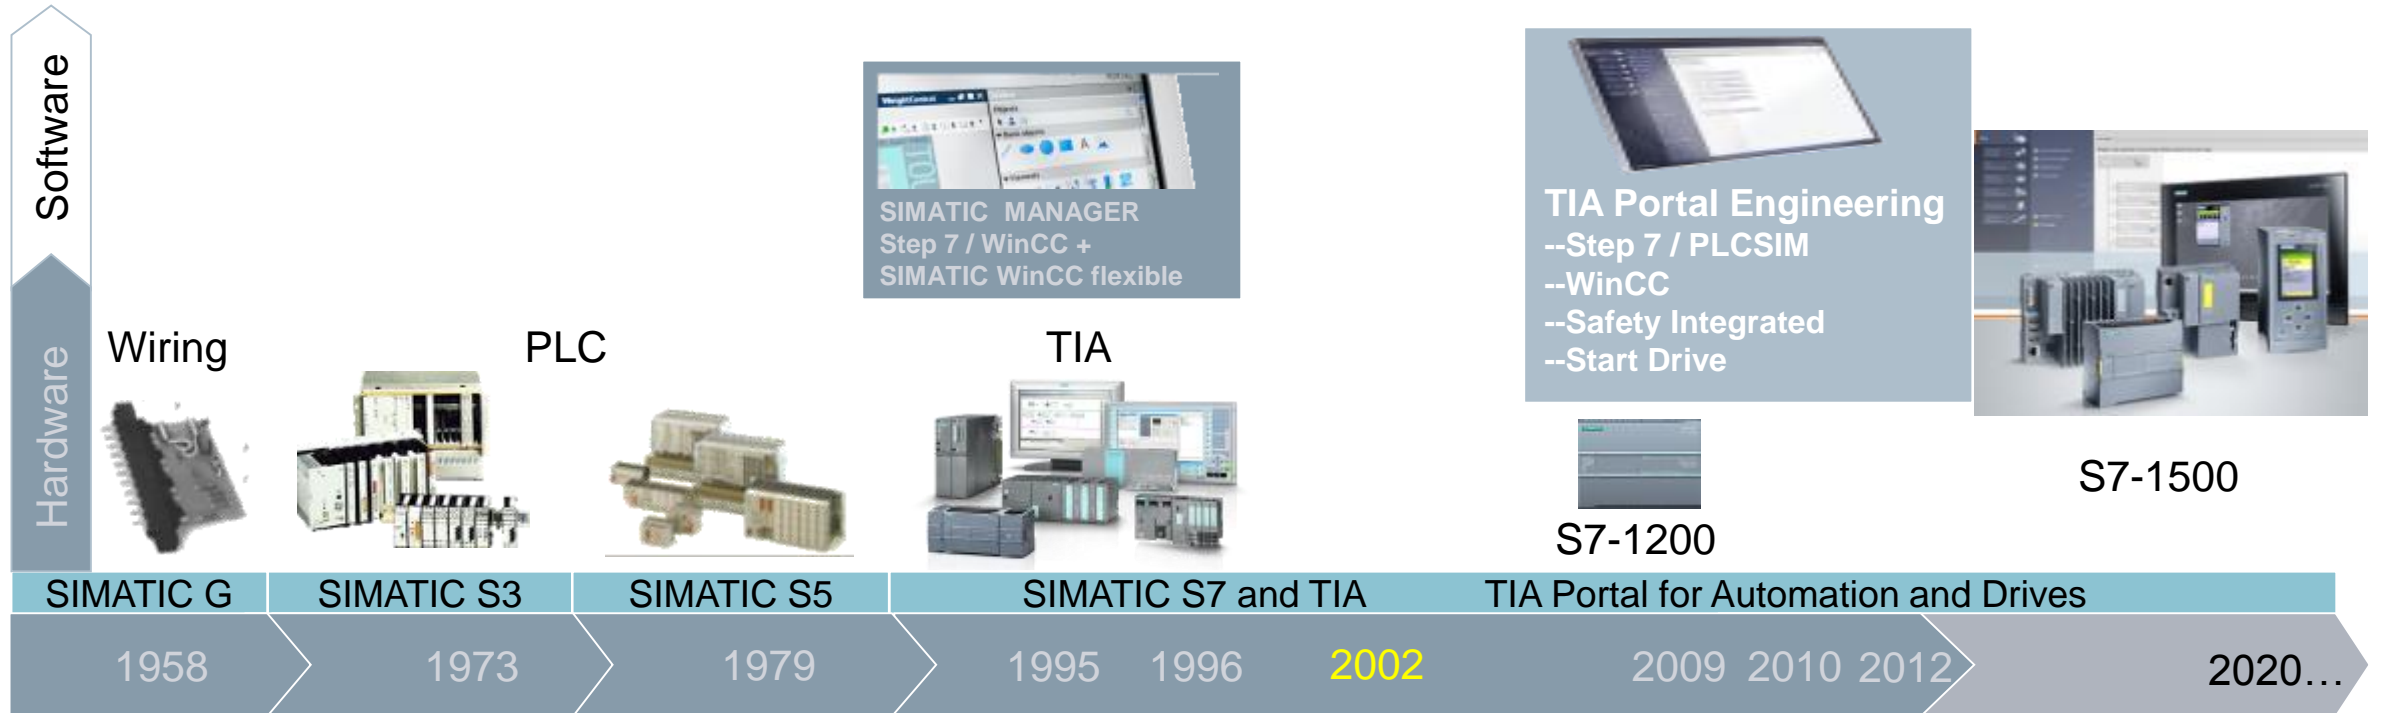 Software
Hardware
SIMATIC MANAGER
Step 7 / WinCC +
SIMATIC WinCC flexible
TIA Portal Engineering
--Step 7 / PLCSIM
--WinCC
--Safety Integrated
--Start Drive
Wiring
PLC
TIA
S7-1200
S7-1500
SIMATIC G
SIMATIC S3
SIMATIC S5
SIMATIC S7 and TIA
TIA Portal for Automation and Drives
1958
1973
1979
1995
1996
2002
2009
2010
2012
2020…